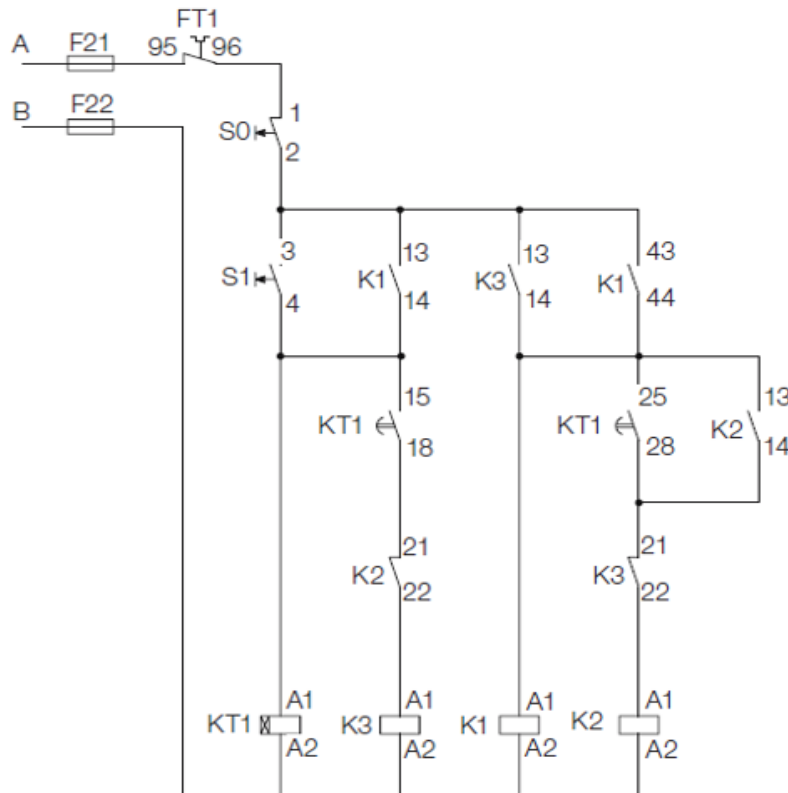 FT1
A F21 95 96
B F22
1
S0
2
3 13 13 43
S1 K1 K3 K1
4 14 14 44
15 25 13
KT1 KT1 K2
18 28 14
21 21
K2 K3
22 22
A1 A1 A1 A1
KT1 K3 K1 K2
A2 A2 A2 A2